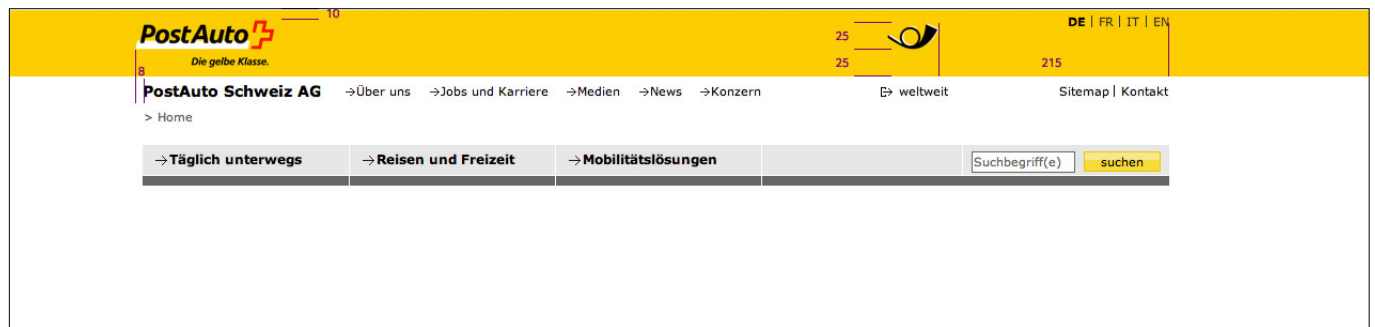 10
PostAuto
Die gelbe Klasse.
25
25
DE | FR | IT | EN
215
8
PostAuto Schweiz AG →Über uns →Jobs und Karriere →Medien →News →Konzern weltweit Sitemap | Kontakt
> Home
→Täglich unterwegs →Reisen und Freizeit →Mobilitätslösungen Suchbegriff(e) suchen